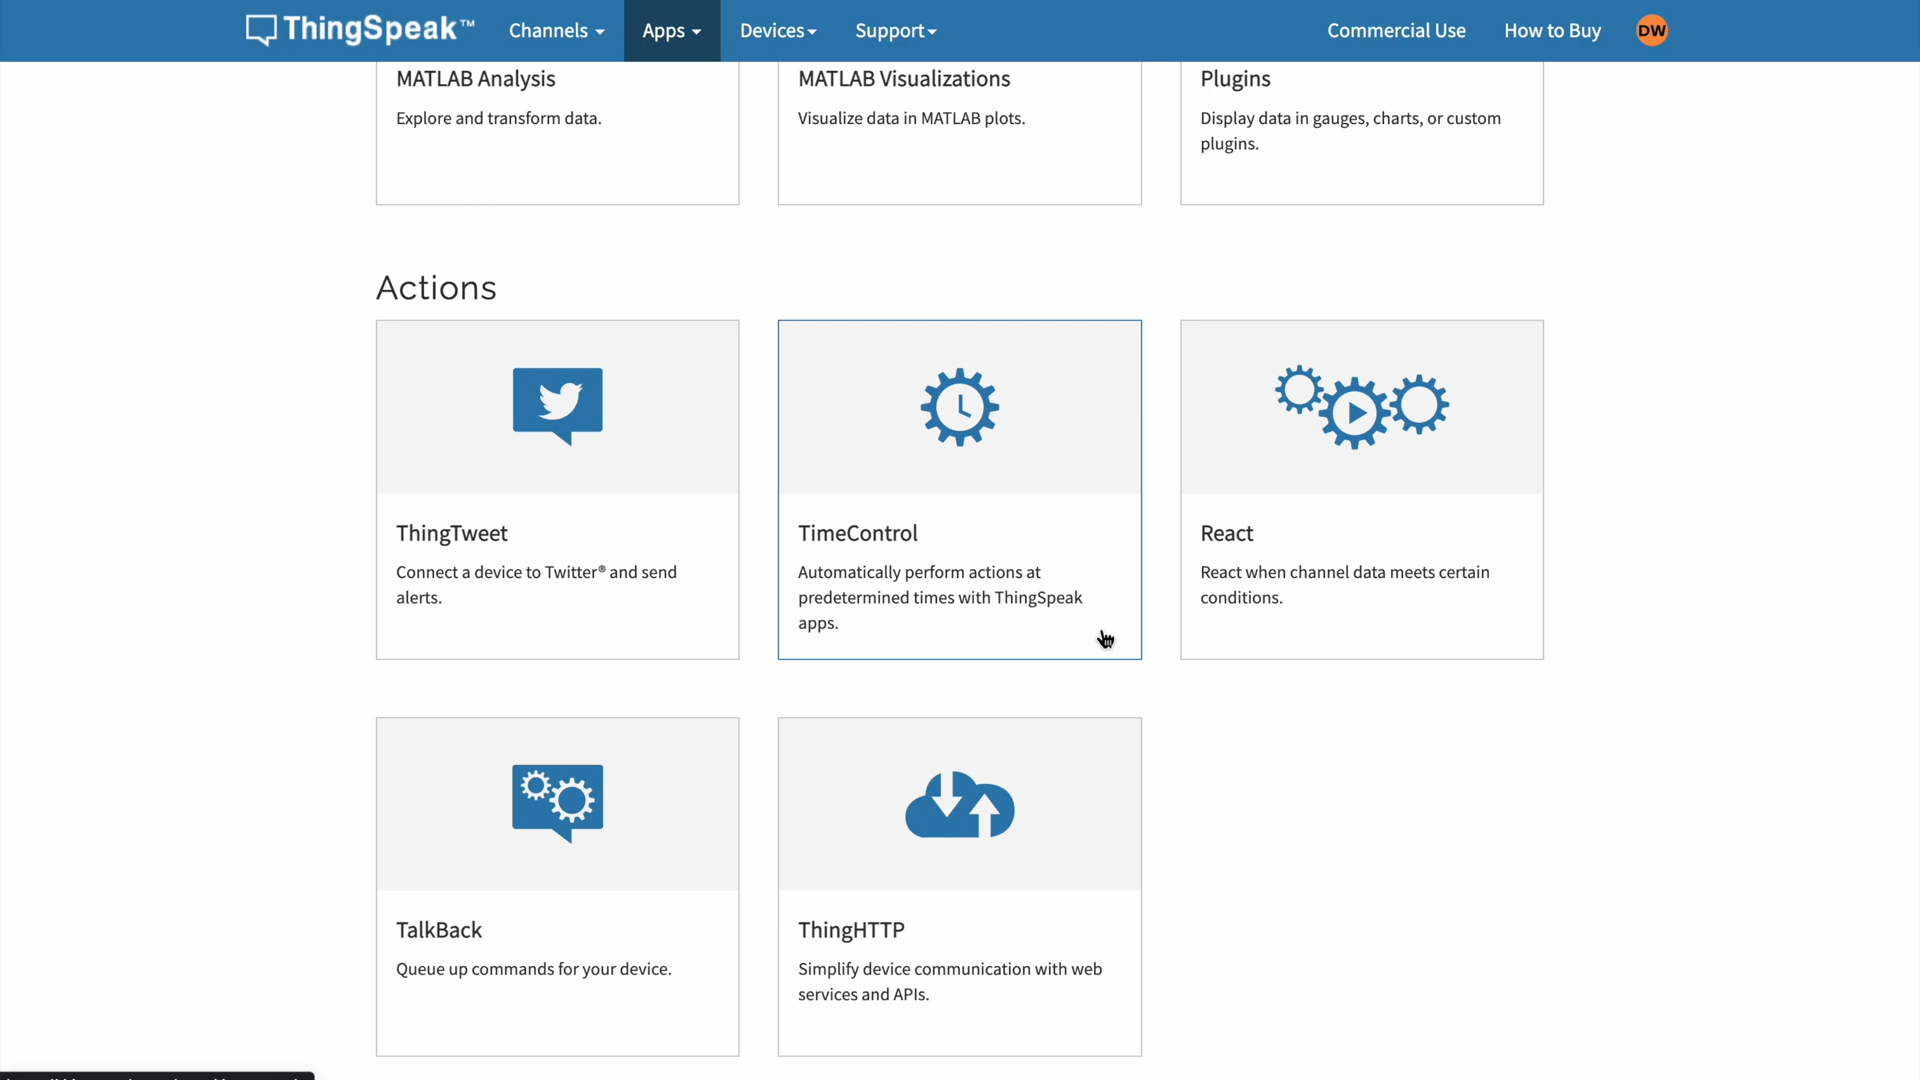 ThingSpeak™ Channels Apps Devices Support Commercial Use How to Buy DW
MATLAB Analysis
Explore and transform data.
MATLAB Visualizations
Visualize data in MATLAB plots.
Plugins
Display data in gauges, charts, or custom
plugins.
Actions
ThingTweet
Connect a device to Twitter® and send
alerts.
TimeControl
Automatically perform actions at
predetermined times with ThingSpeak
apps.
React
React when channel data meets certain
conditions.
TalkBack
Queue up commands for your device.
ThingHTTP
Simplify device communication with web
services and APIs.